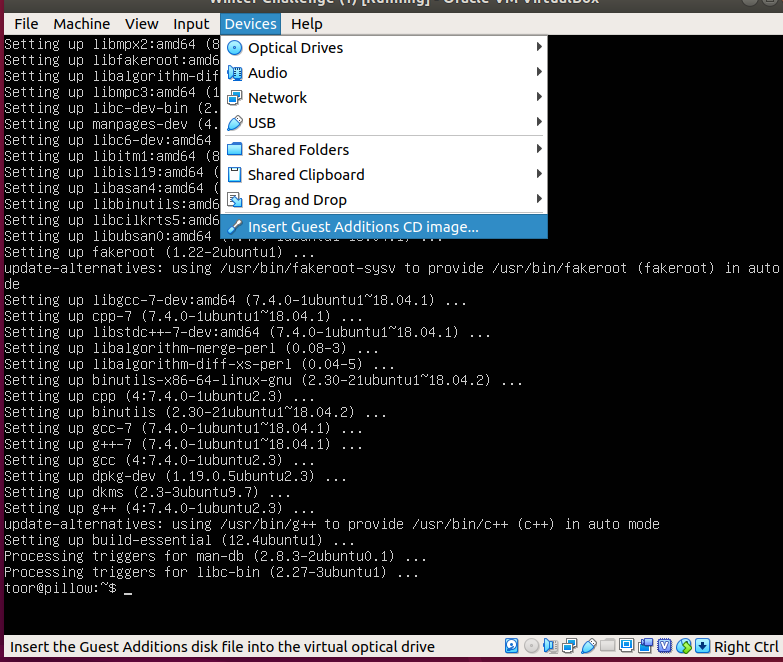 Winter Challenge (1) [Running] - Oracle VM VirtualBox
File Machine View Input Devices Help
Setting up libmpx2:amd64 (8
Setting up libfakeroot:amd6
Setting up libalgorithm-dif
Setting up libmpc3:amd64 (1
Setting up libc-dev-bin (2.
Setting up manpages-dev (4.
Setting up libc6-dev:amd64
Setting up libitm1:amd64 (8
Setting up libisl19:amd64 (
Setting up libasan4:amd64 (
Setting up libbinutils:amd6
Setting up libcilkrts5:amd6
Optical Drives
Audio
Network
USB
Shared Folders
Shared Clipboard
Drag and Drop
Insert Guest Additions CD image...
Setting up libubsan0:amd64 (7.4.0-1ubuntu1~18.04.1) ...
Setting up fakeroot (1.22-2ubuntu1) ...
update-alternatives: using /usr/bin/fakeroot-sysv to provide /usr/bin/fakeroot (fakeroot) in auto mo
de
Setting up libgcc-7-dev:amd64 (7.4.0-1ubuntu1~18.04.1) ...
Setting up cpp-7 (7.4.0-1ubuntu1~18.04.1) ...
Setting up libstdc++-7-dev:amd64 (7.4.0-1ubuntu1~18.04.1) ...
Setting up libalgorithm-merge-perl (0.08-3) ...
Setting up libalgorithm-diff-xs-perl (0.04-5) ...
Setting up binutils-x86-64-linux-gnu (2.30-21ubuntu1~18.04.2) ...
Setting up cpp (4:7.4.0-1ubuntu2.3) ...
Setting up binutils (2.30-21ubuntu1~18.04.2) ...
Setting up gcc-7 (7.4.0-1ubuntu1~18.04.1) ...
Setting up g++-7 (7.4.0-1ubuntu1~18.04.1) ...
Setting up gcc (4:7.4.0-1ubuntu2.3) ...
Setting up dpkg-dev (1.19.0.5ubuntu2.3) ...
Setting up dkms (2.3-3ubuntu9.7) ...
Setting up g++ (4:7.4.0-1ubuntu2.3) ...
update-alternatives: using /usr/bin/g++ to provide /usr/bin/c++ (c++) in auto mode
Setting up build-essential (12.4ubuntu1) ...
Processing triggers for man-db (2.8.3-2ubuntu0.1) ...
Processing triggers for libc-bin (2.27-3ubuntu1) ...
toor@pillow:~$ _
Insert the Guest Additions disk file into the virtual optical drive
Right Ctrl